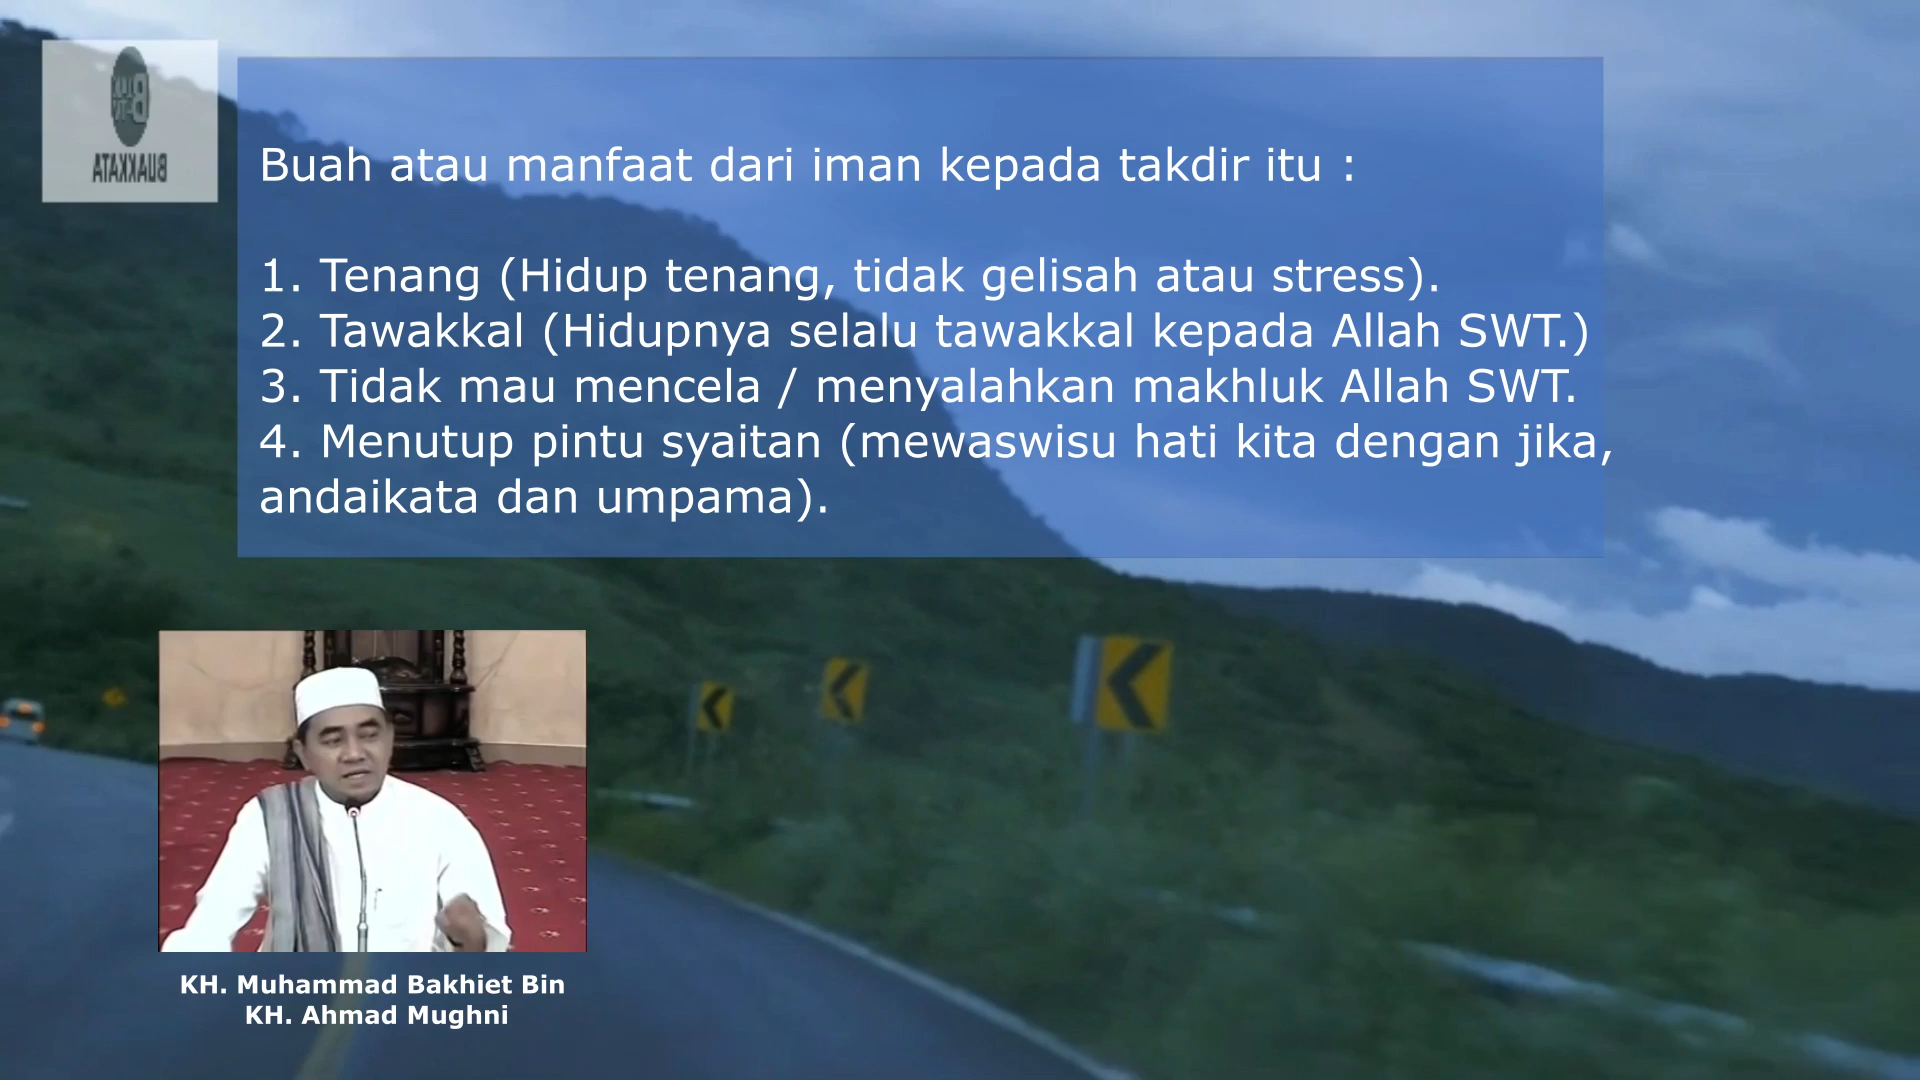 BUAKKATA
Buah atau manfaat dari iman kepada takdir itu :
1. Tenang (Hidup tenang, tidak gelisah atau stress).
2. Tawakkal (Hidupnya selalu tawakkal kepada Allah SWT.)
3. Tidak mau mencela / menyalahkan makhluk Allah SWT.
4. Menutup pintu syaitan (mewaswisu hati kita dengan jika,
andaikata dan umpama).
KH. Muhammad Bakhiet Bin
KH. Ahmad Mughni